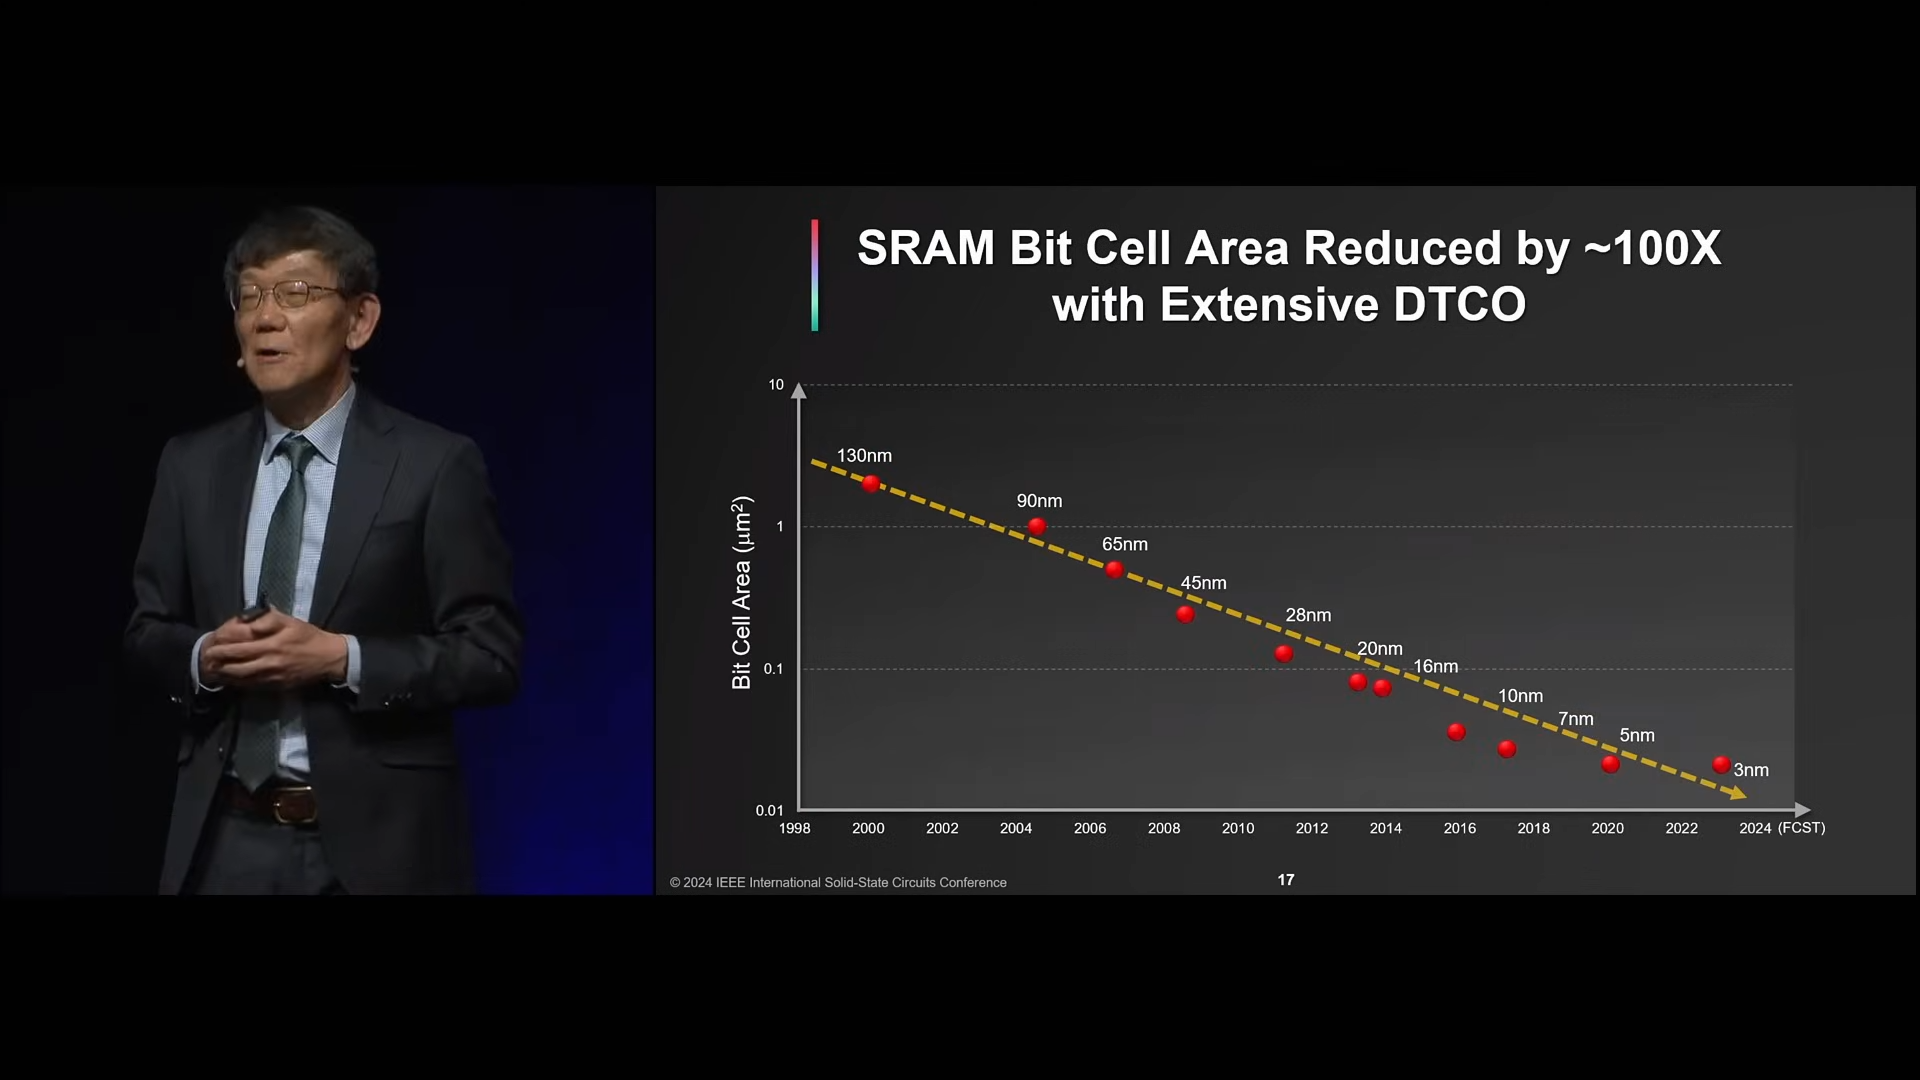 SRAM Bit Cell Area Reduced by ~100X
with Extensive DTCO
10
1
0.1
0.01
Bit Cell Area (μm²)
130nm
90nm
65nm
45nm
28nm
20nm
16nm
10nm
7nm
5nm
3nm
1998 2000 2002 2004 2006 2008 2010 2012 2014 2016 2018 2020 2022 2024 (FCST)
© 2024 IEEE International Solid-State Circuits Conference
17